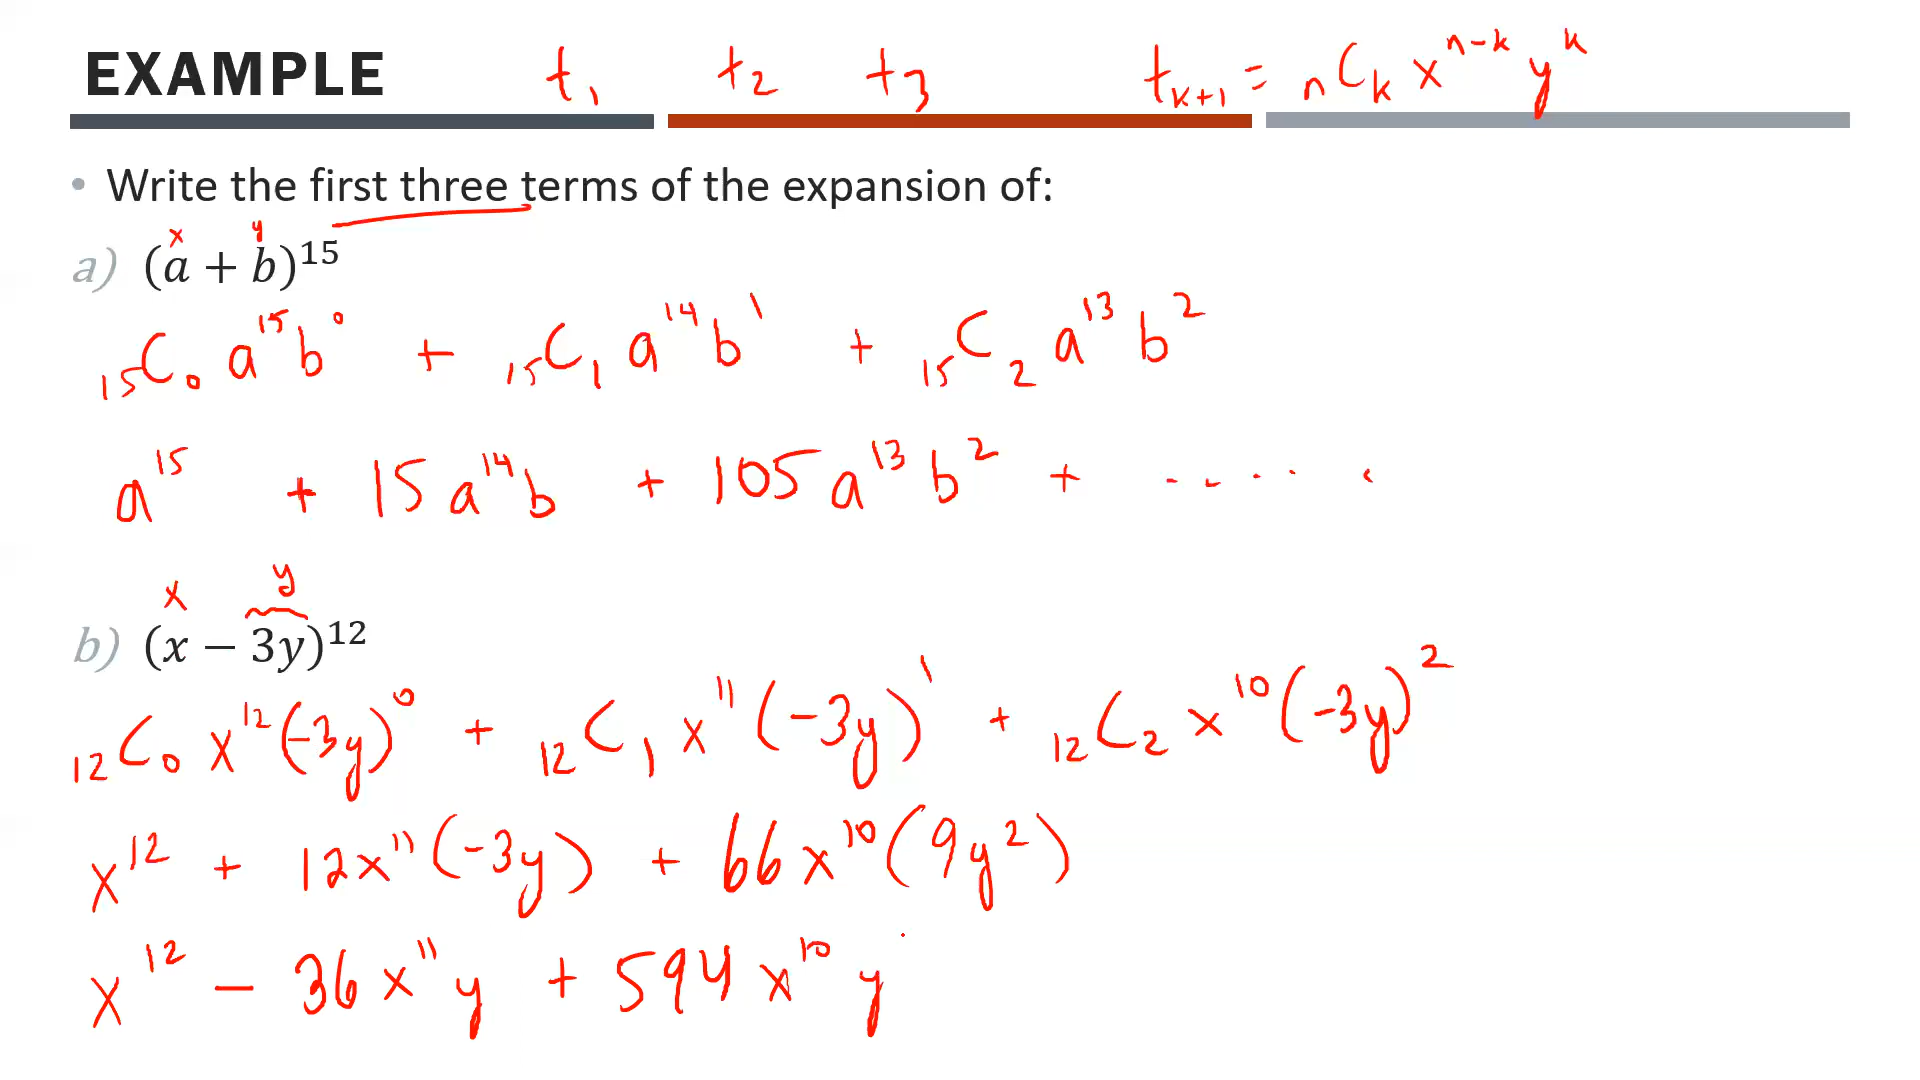 EXAMPLE t₁ t₂ t₃ tₖ₊₁ = ₙCₖ xⁿ⁻ᵏ yᵏ
• Write the first three terms of the expansion of:
x y
a) (a + b)¹⁵
₁₅C₀ a¹⁵b⁰ + ₁₅C₁ a¹⁴b¹ + ₁₅C₂ a¹³b²
a¹⁵ + 15a¹⁴b + 105a¹³b² + .....
x y
b) (x − 3y)¹²
₁₂C₀ x¹²(-3y)⁰ + ₁₂C₁ x¹¹(-3y)¹ + ₁₂C₂ x¹⁰(-3y)²
x¹² + 12x¹¹(-3y) + 66x¹⁰(9y²)
x¹² − 36x¹¹y + 594x¹⁰y